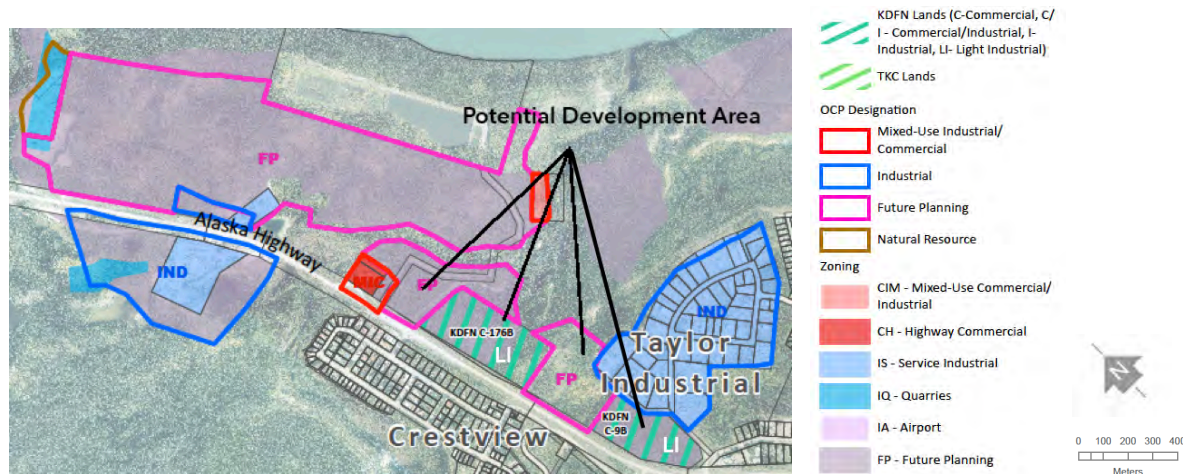 Potential Development Area
FP
Alaska Highway
IND
MIC
FP
KDFN C-176B
LI
FP
IND
Taylor
Industrial
KDFN
C-9B
LI
Crestview
KDFN Lands (C-Commercial, C/
I - Commercial/Industrial, I-
Industrial, LI- Light Industrial)
TKC Lands
OCP Designation
Mixed-Use Industrial/
Commercial
Industrial
Future Planning
Natural Resource
Zoning
CIM - Mixed-Use Commercial/
Industrial
CH - Highway Commercial
IS - Service Industrial
IQ - Quarries
IA - Airport
FP - Future Planning
N
0 100 200 300 400
Meters